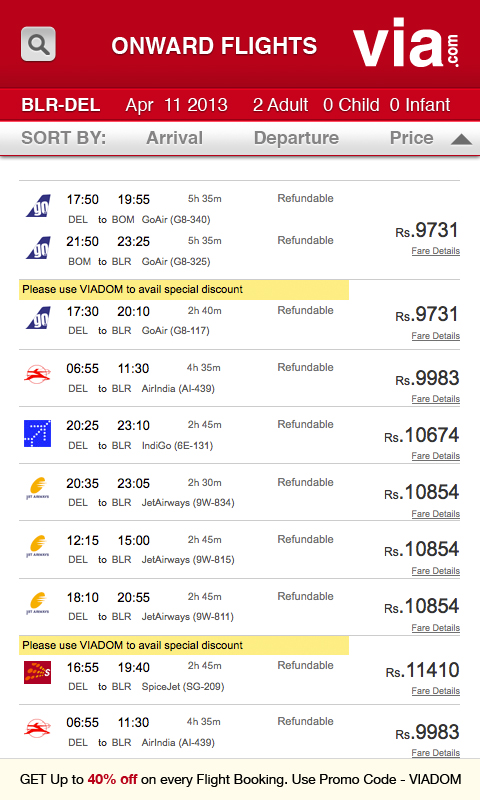 ONWARD FLIGHTS
via.com
BLR-DEL Apr 11 2013 2 Adult 0 Child 0 Infant
SORT BY: Arrival Departure Price
go 17:50 19:55 5h 35m Refundable
DEL to BOM GoAir (G8-340)
Rs.9731
go 21:50 23:25 5h 35m Refundable
Fare Details
BOM to BLR GoAir (G8-325)
Please use VIADOM to avail special discount
go 17:30 20:10 2h 40m Refundable
Rs.9731
DEL to BLR GoAir (G8-117)
Fare Details
06:55 11:30 4h 35m Refundable
Rs.9983
DEL to BLR AirIndia (AI-439)
Fare Details
20:25 23:10 2h 45m Refundable
Rs.10674
DEL to BLR IndiGo (6E-131)
Fare Details
20:35 23:05 2h 30m Refundable
Rs.10854
JET AIRWAYS DEL to BLR JetAirways (9W-834)
Fare Details
12:15 15:00 2h 45m Refundable
Rs.10854
JET AIRWAYS DEL to BLR JetAirways (9W-815)
Fare Details
18:10 20:55 2h 45m Refundable
Rs.10854
JET AIRWAYS DEL to BLR JetAirways (9W-811)
Fare Details
Please use VIADOM to avail special discount
16:55 19:40 2h 45m Refundable
Rs.11410
DEL to BLR SpiceJet (SG-209)
Fare Details
06:55 11:30 4h 35m Refundable
Rs.9983
DEL to BLR AirIndia (AI-439)
Fare Details
GET Up to 40% off on every Flight Booking. Use Promo Code - VIADOM